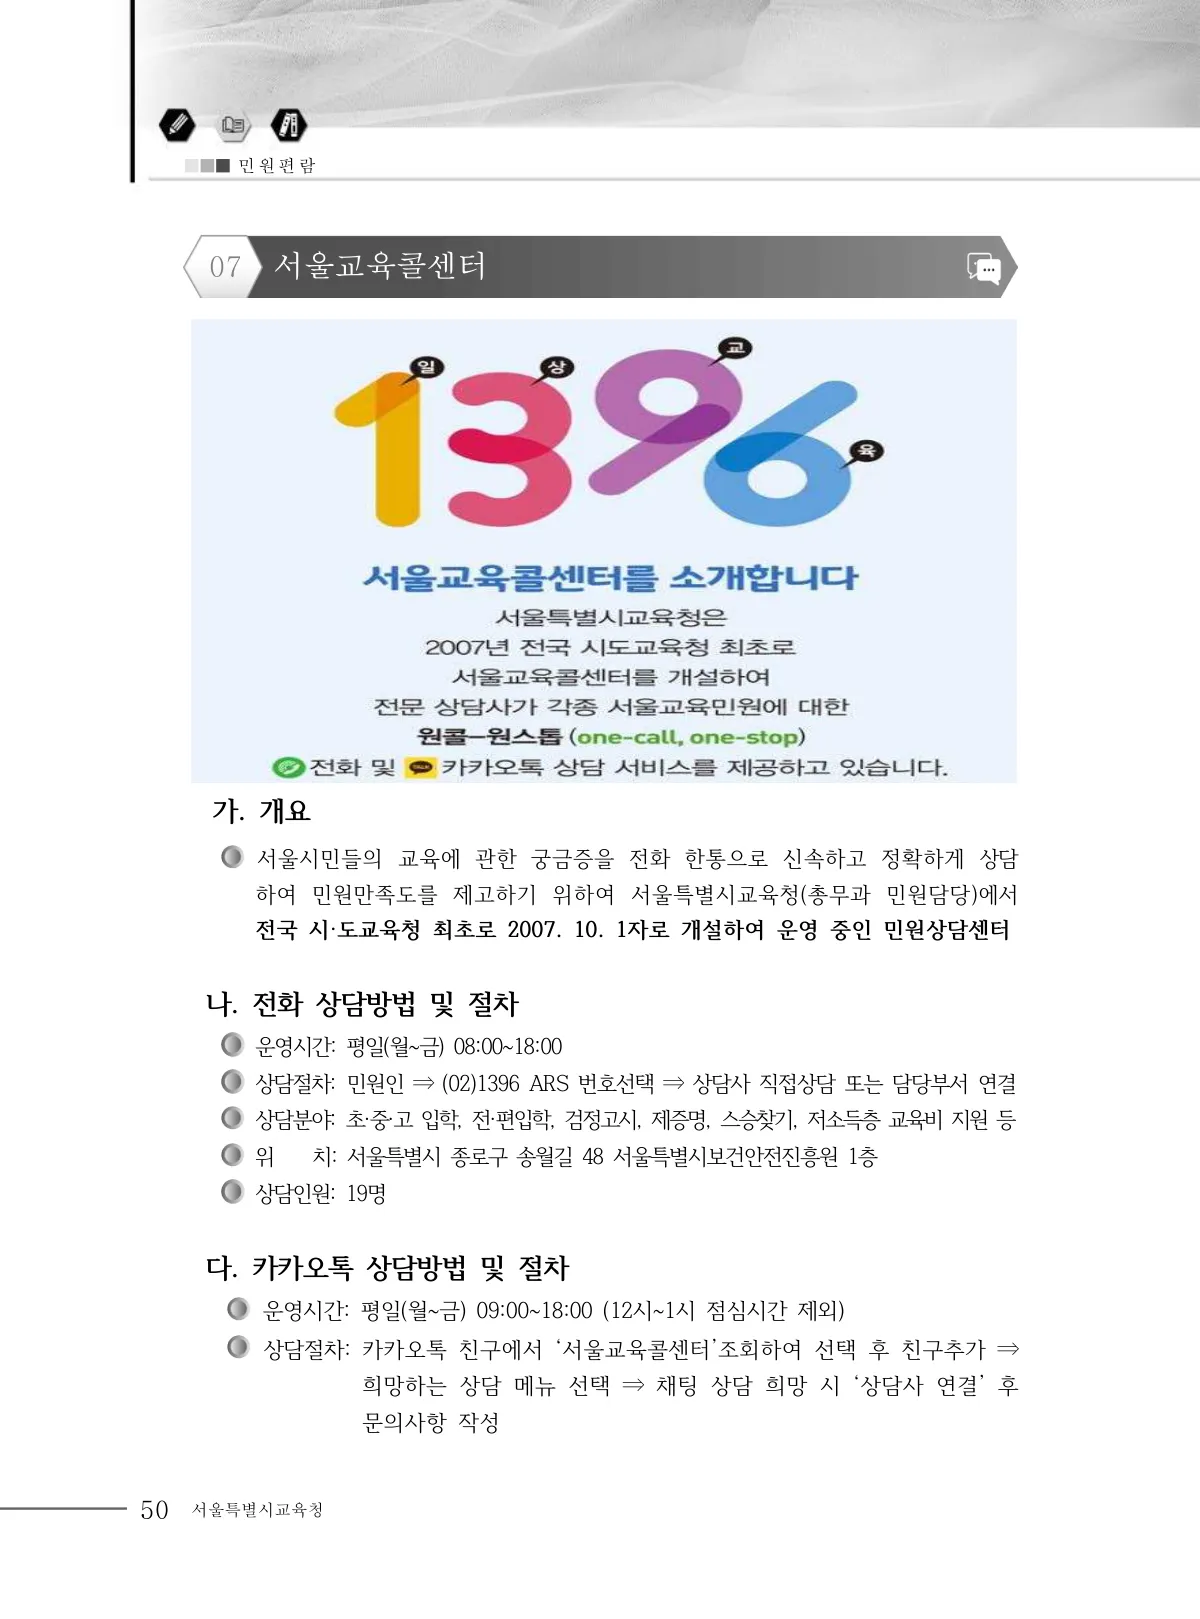 민원편람
07 서울교육콜센터
일 상 교 육
1396
서울교육콜센터를 소개합니다
서울특별시교육청은
2007년 전국 시도교육청 최초로
서울교육콜센터를 개설하여
전문 상담사가 각종 서울교육민원에 대한
원콜-원스톱 (one-call, one-stop)
전화 및 TALK 카카오톡 상담 서비스를 제공하고 있습니다.
가. 개요
서울시민들의 교육에 관한 궁금증을 전화 한통으로 신속하고 정확하게 상담
하여 민원만족도를 제고하기 위하여 서울특별시교육청(총무과 민원담당)에서
전국 시·도교육청 최초로 2007. 10. 1자로 개설하여 운영 중인 민원상담센터
나. 전화 상담방법 및 절차
운영시간: 평일(월~금) 08:00~18:00
상담절차: 민원인 ⇒ (02)1396 ARS 번호선택 ⇒ 상담사 직접상담 또는 담당부서 연결
상담분야: 초·중·고 입학, 전·편입학, 검정고시, 제증명, 스승찾기, 저소득층 교육비 지원 등
위 치: 서울특별시 종로구 송월길 48 서울특별시보건안전진흥원 1층
상담인원: 19명
다. 카카오톡 상담방법 및 절차
운영시간: 평일(월~금) 09:00~18:00 (12시~1시 점심시간 제외)
상담절차: 카카오톡 친구에서 ‘서울교육콜센터’조회하여 선택 후 친구추가 ⇒
희망하는 상담 메뉴 선택 ⇒ 채팅 상담 희망 시 ‘상담사 연결’ 후
문의사항 작성
50 서울특별시교육청